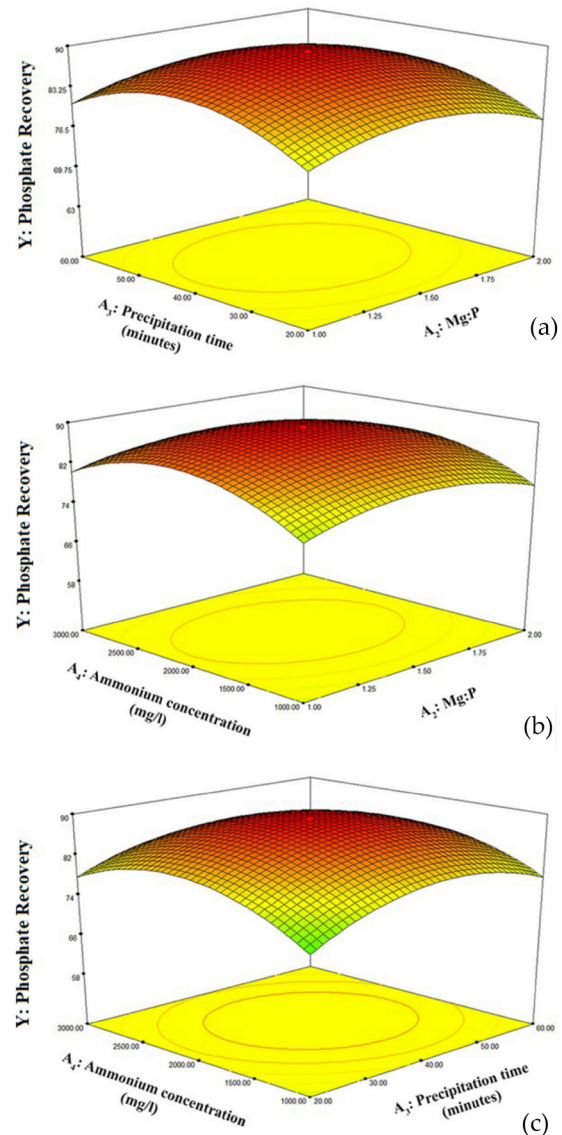 90
83.25
76.5
69.75
63
Y: Phosphate Recovery
60.00
50.00
40.00
30.00
20.00
A3: Precipitation time
(minutes)
1.00
1.25
1.50
1.75
2.00
A2: Mg:P
(a)
90
82
74
66
58
Y: Phosphate Recovery
3000.00
2500.00
2000.00
1500.00
1000.00
A4: Ammonium concentration
(mg/l)
1.00
1.25
1.50
1.75
2.00
A2: Mg:P
(b)
90
82
74
66
58
Y: Phosphate Recovery
3000.00
2500.00
2000.00
1500.00
1000.00
A4: Ammonium concentration
(mg/l)
20.00
30.00
40.00
50.00
60.00
A3: Precipitation time
(minutes)
(c)